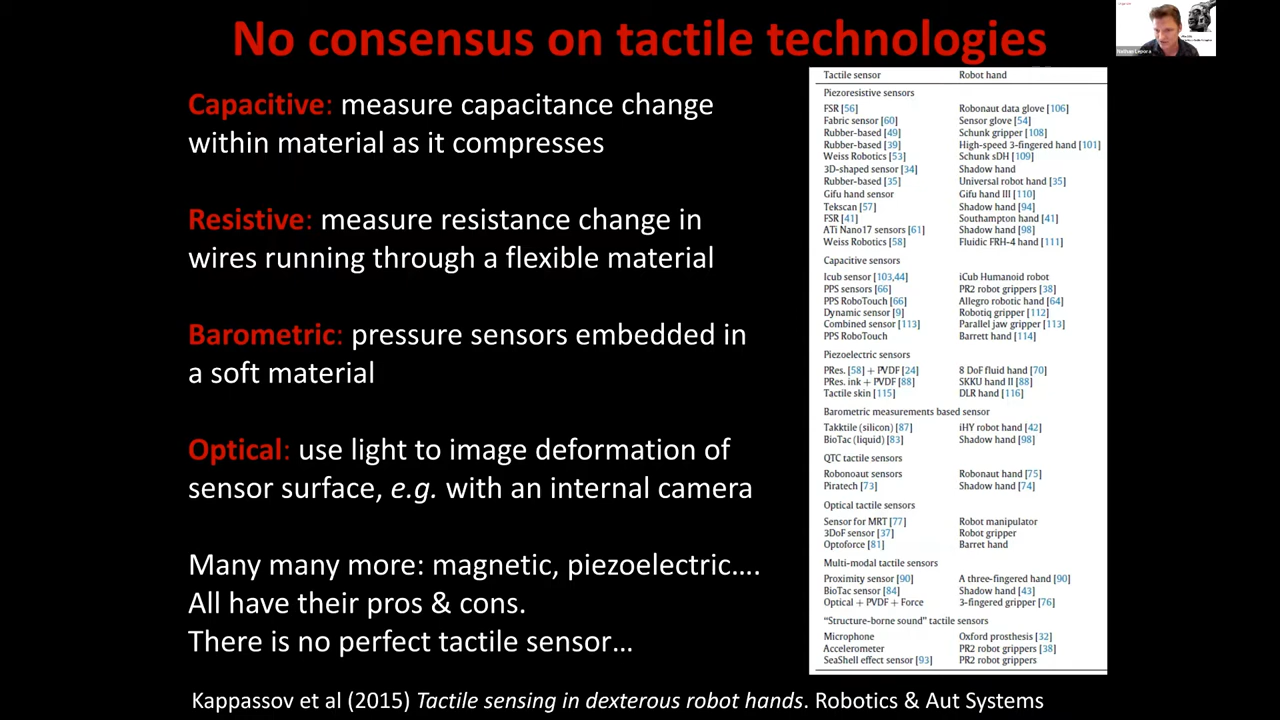 No consensus on tactile technologies
Capacitive: measure capacitance change
within material as it compresses
Resistive: measure resistance change in
wires running through a flexible material
Barometric: pressure sensors embedded in
a soft material
Optical: use light to image deformation of
sensor surface, e.g. with an internal camera
Many many more: magnetic, piezoelectric….
All have their pros & cons.
There is no perfect tactile sensor…
Tactile sensor Robot hand
Piezoresistive sensors
FSR [56] Robonaut data glove [106]
Fabric sensor [60] Sensor glove [54]
Rubber-based [49] Schunk gripper [108]
Rubber-based [39] High-speed 3-fingered hand [101]
Weiss Robotics [53] Schunk sDH [109]
3D-shaped sensor [34] Shadow hand
Rubber-based [35] Universal robot hand [35]
Gifu hand sensor Gifu hand III [110]
Tekscan [57] Shadow hand [94]
FSR [41] Southampton hand [41]
ATi Nano17 sensors [61] Shadow hand [98]
Weiss Robotics [58] Fluidic FRH-4 hand [111]
Capacitive sensors
Icub sensor [103,44] iCub Humanoid robot
PPS sensors [66] PR2 robot grippers [38]
PPS RoboTouch [66] Allegro robotic hand [64]
Dynamic sensor [9] Robotiq gripper [112]
Combined sensor [113] Parallel jaw gripper [113]
PPS RoboTouch Barrett hand [114]
Piezoelectric sensors
PRes. [58] + PVDF [24] 8 DoF fluid hand [70]
PRes. ink + PVDF [88] SKKU hand II [88]
Tactile skin [115] DLR hand [116]
Barometric measurements based sensor
Takktile (silicon) [87] iHY robot hand [42]
BioTac (liquid) [83] Shadow hand [98]
QTC tactile sensors
Robonoaut sensors Robonaut hand [75]
Piratech [73] Shadow hand [74]
Optical tactile sensors
Sensor for MRT [77] Robot manipulator
3DoF sensor [37] Robot gripper
Optoforce [81] Barret hand
Multi-modal tactile sensors
Proximity sensor [90] A three-fingered hand [90]
BioTac sensor [84] Shadow hand [43]
Optical + PVDF + Force 3-fingered gripper [76]
“Structure-borne sound” tactile sensors
Microphone Oxford prosthesis [32]
Accelerometer PR2 robot grippers [38]
SeaShell effect sensor [93] PR2 robot grippers
Kappassov et al (2015) Tactile sensing in dexterous robot hands. Robotics & Aut Systems
Nathan Lepora